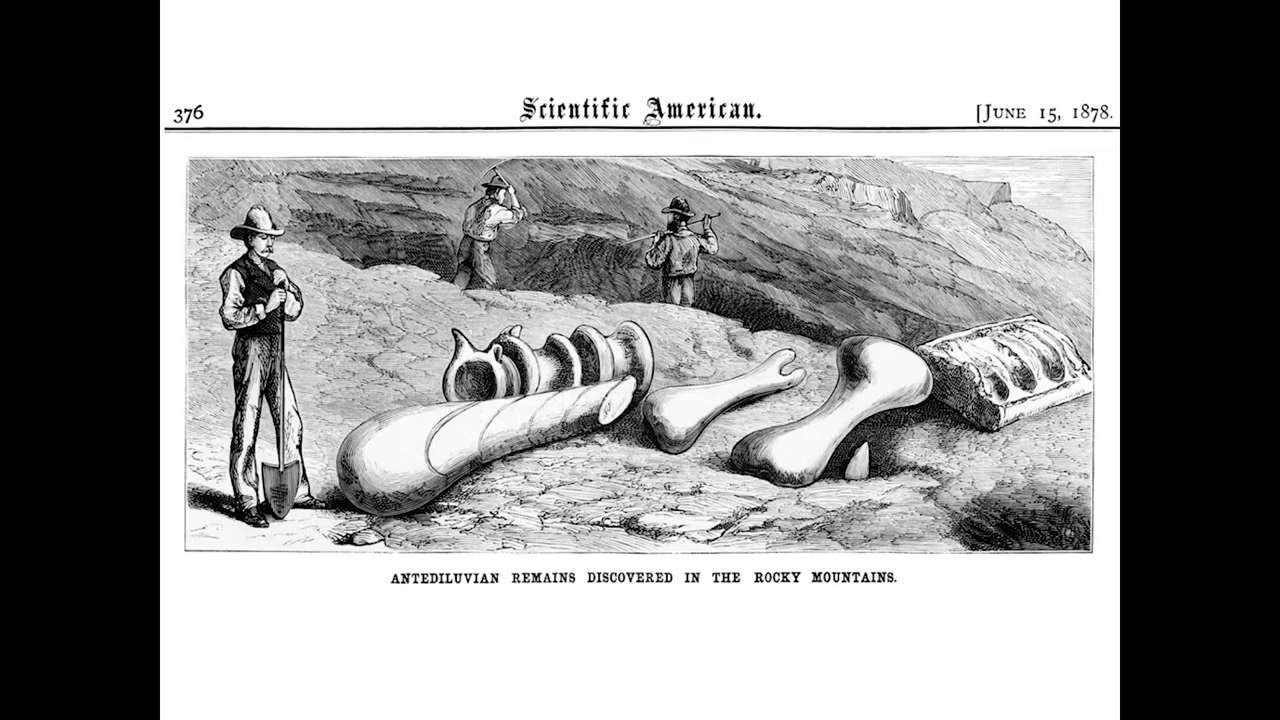 376 Scientific American. [JUNE 15, 1878.
ANTEDILUVIAN REMAINS DISCOVERED IN THE ROCKY MOUNTAINS.